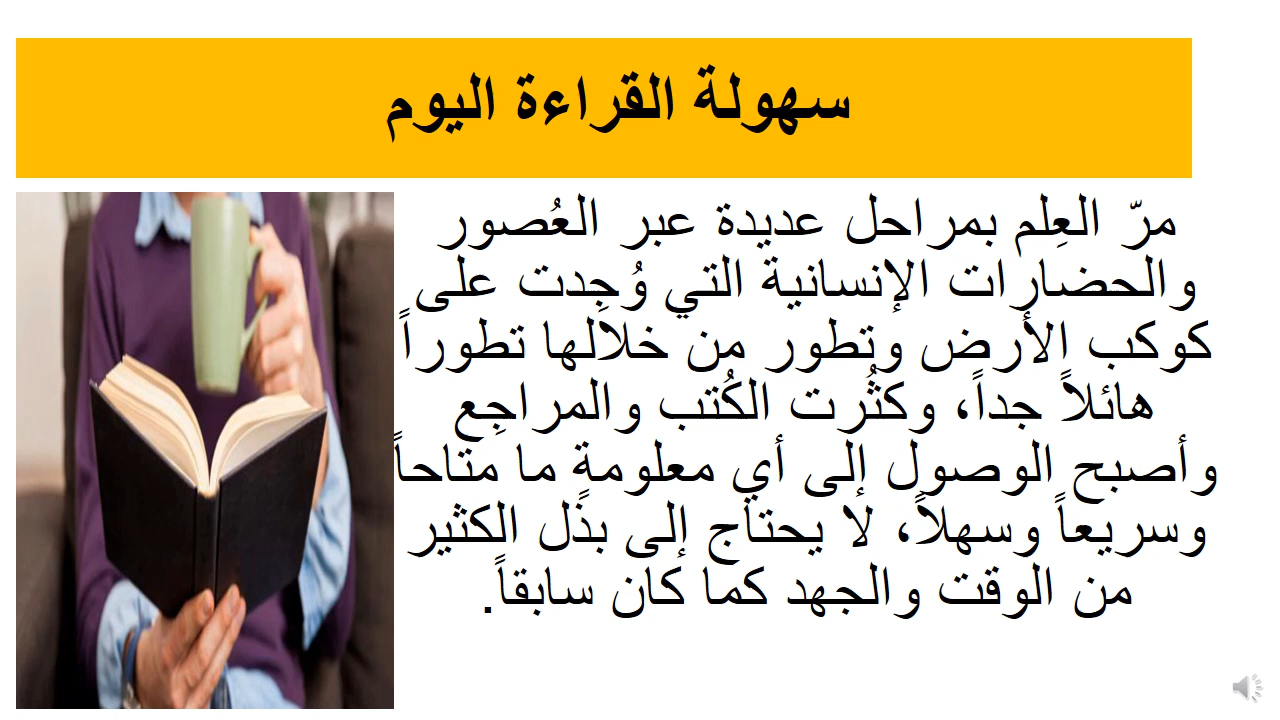 سهولة القراءة اليوم
مرّ العِلم بمراحل عديدة عبر العُصور
والحضارات الإنسانية التي وُجِدت على
كوكب الأرض وتطور من خلالها تطوراً
هائلاً جداً، وكثُرت الكُتب والمراجِع
وأصبح الوصول إلى أي معلومةٍ ما متاحاً
وسريعاً وسهلاً، لا يحتاج إلى بذل الكثير
من الوقت والجهد كما كان سابقاً.